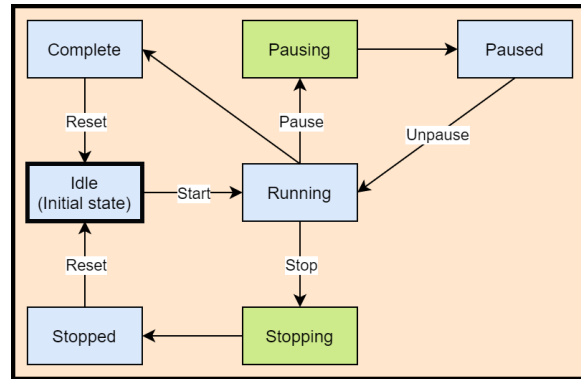 Complete
Pausing
Paused
Reset
Pause
Unpause
Idle
(Initial state)
Start
Running
Reset
Stop
Stopped
Stopping